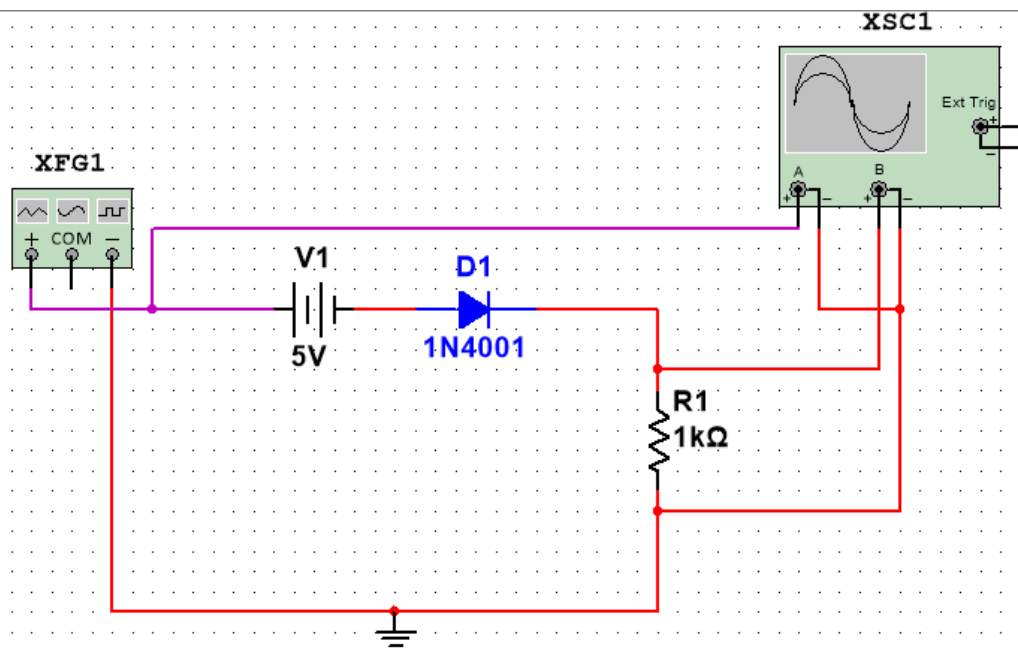 XSC1
Ext Trig
+
−
A
B
+
−
+
−
XFG1
+
COM
−
V1
5V
D1
1N4001
R1
1kΩ